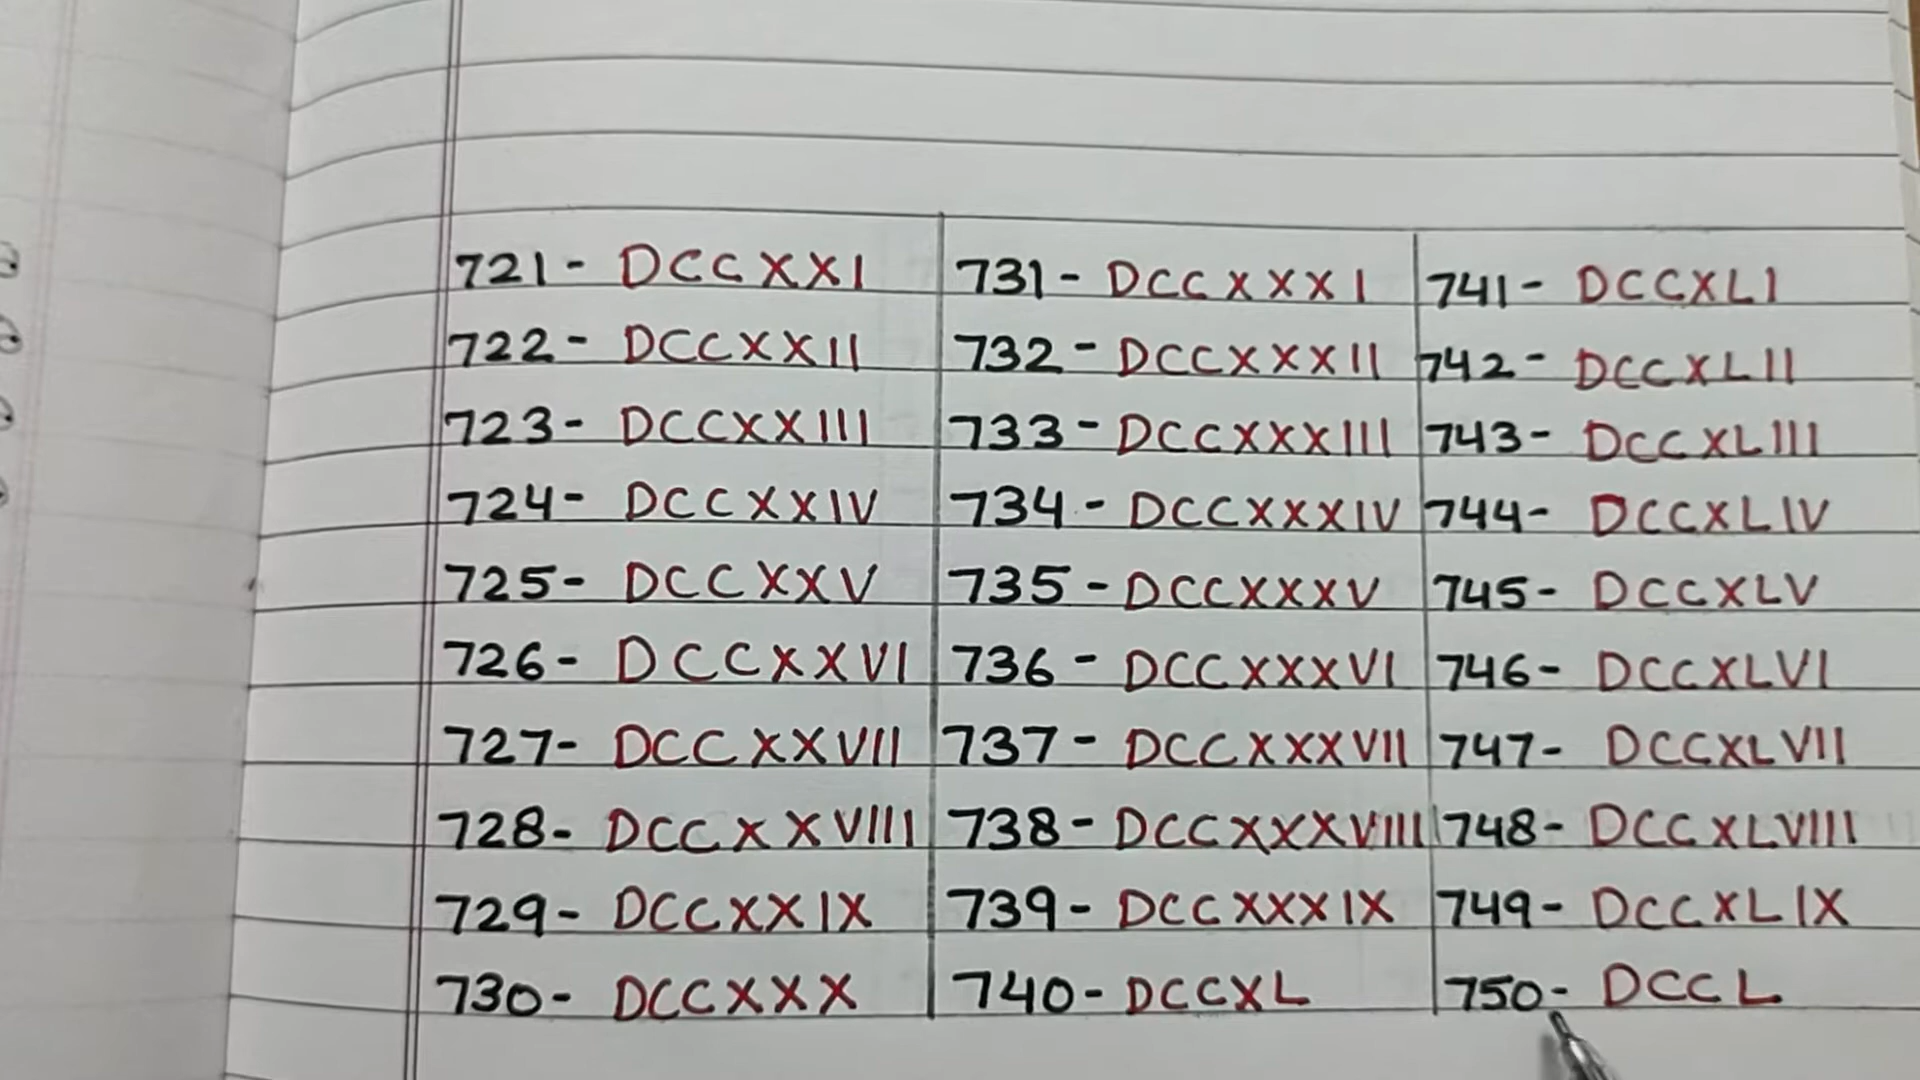 721- DCCXXI
722- DCCXXII
723- DCCXXIII
724- DCCXXIV
725- DCCXXV
726- DCCXXVI
727- DCCXXVII
728- DCCXXVIII
729- DCCXXIX
730- DCCXXX
731- DCCXXXI
732- DCCXXXII
733- DCCXXXIII
734- DCCXXXIV
735- DCCXXXV
736- DCCXXXVI
737- DCCXXXVII
738- DCCXXXVIII
739- DCCXXXIX
740- DCCXL
741- DCCXLI
742- DCCXLII
743- DCCXLIII
744- DCCXLIV
745- DCCXLV
746- DCCXLVI
747- DCCXLVII
748- DCCXLVIII
749- DCCXLIX
750- DCCL